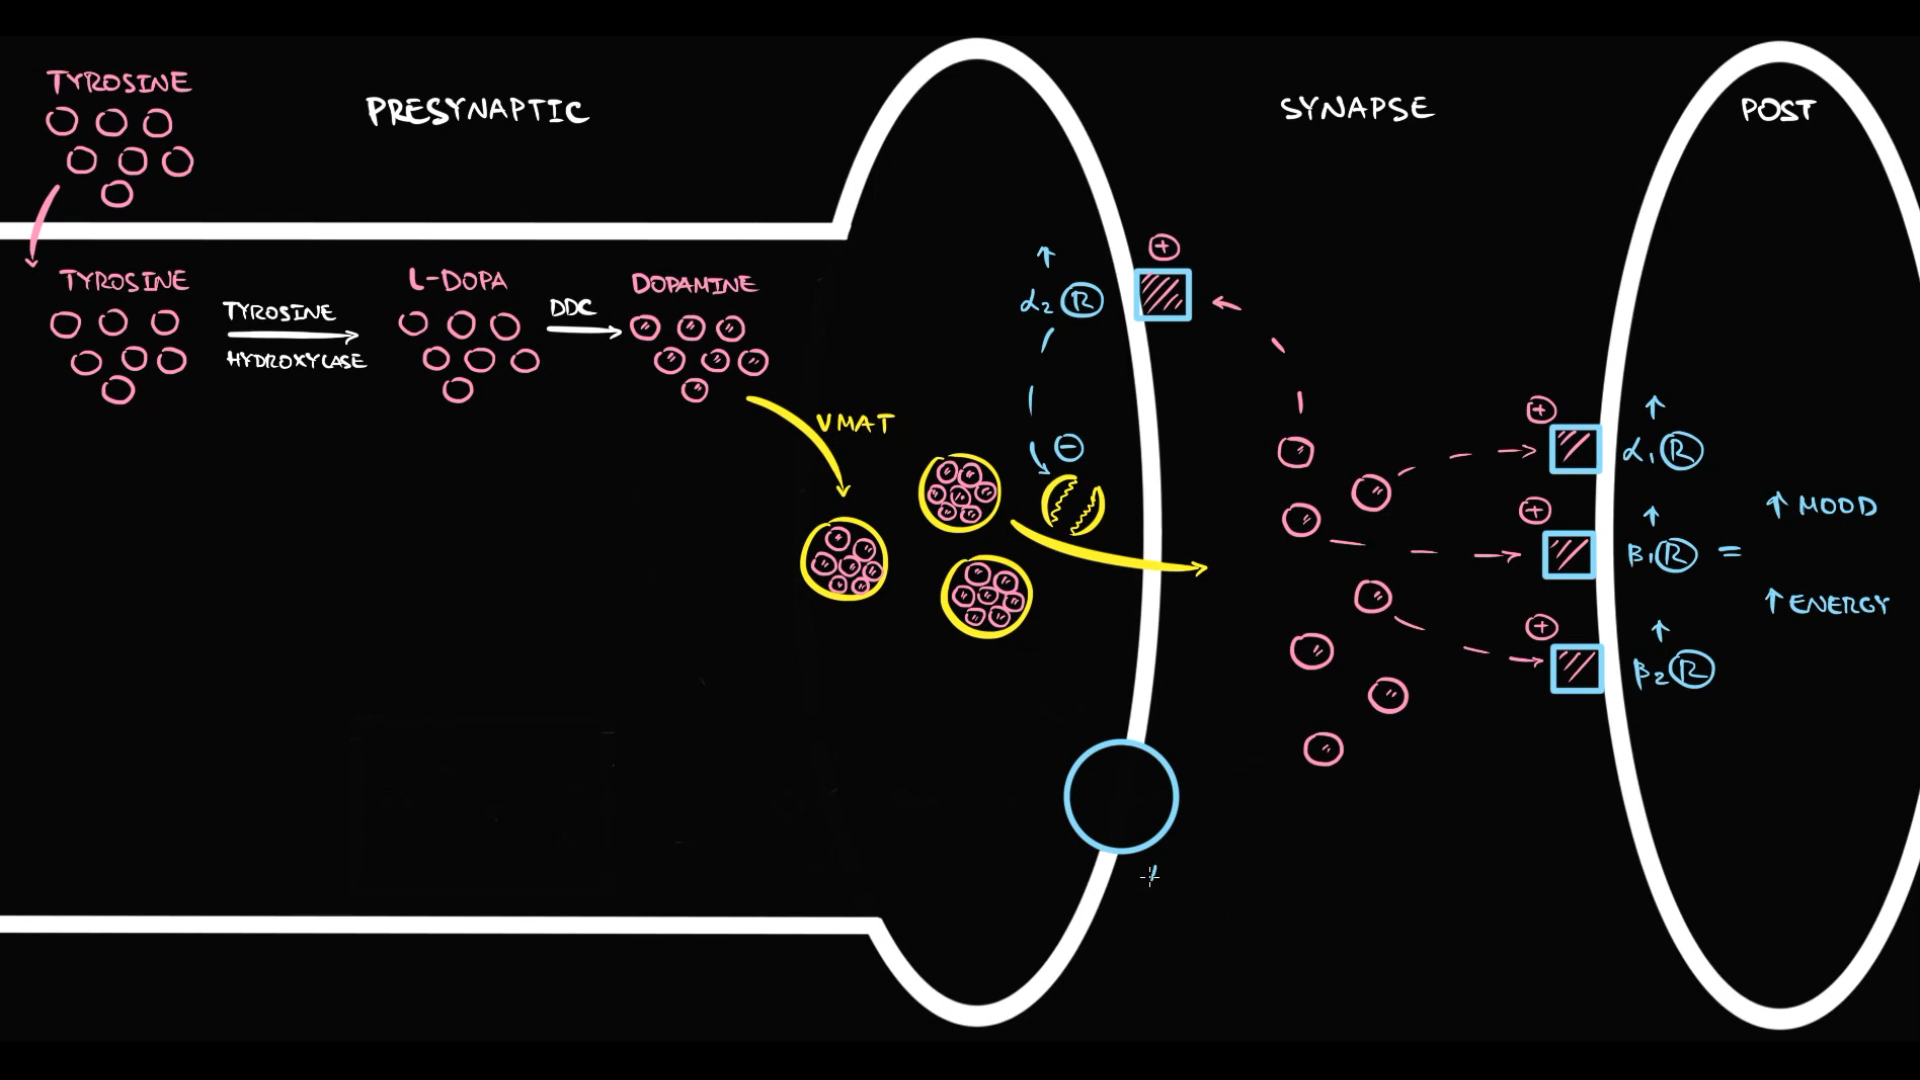 TYROSINE
PRESYNAPTIC
SYNAPSE
POST
TYROSINE
TYROSINE
HYDROXYLASE
L-DOPA
DDC
DOPAMINE
VMAT
↑
α2 R
+
−
+
↑
α1 R
+
↑
β1 R =
+
↑
β2 R
↑ MOOD
↑ ENERGY